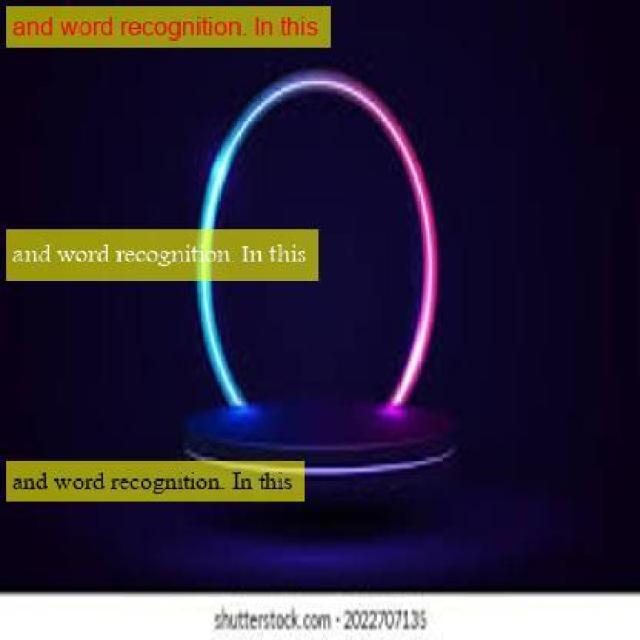 and word recognition. In this
and word recognition. In this
and word recognition. In this
shutterstock.com · 2022707135